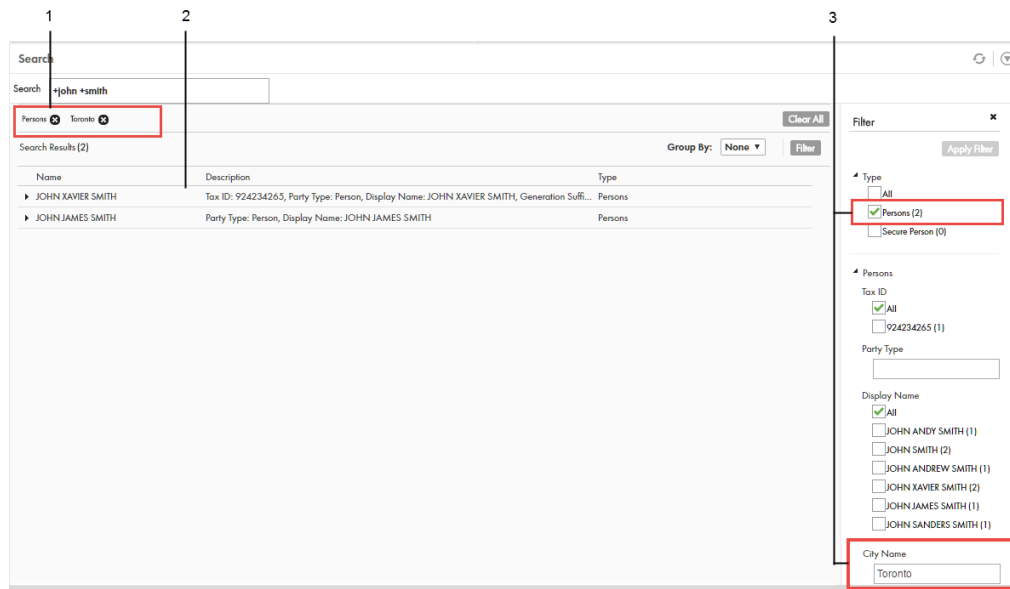 1 2 3
Search
Search +john +smith
Persons Toronto Clear All
Search Results (2) Group By: None Filter
Name Description Type
JOHN XAVIER SMITH Tax ID: 924234265, Party Type: Person, Display Name: JOHN XAVIER SMITH, Generation Suffi... Persons
JOHN JAMES SMITH Party Type: Person, Display Name: JOHN JAMES SMITH Persons
Filter
Apply Filter
Type
All
Persons (2)
Secure Person (0)
Persons
Tax ID
All
924234265 (1)
Party Type
Display Name
All
JOHN ANDY SMITH (1)
JOHN SMITH (2)
JOHN ANDREW SMITH (1)
JOHN XAVIER SMITH (2)
JOHN JAMES SMITH (1)
JOHN SANDERS SMITH (1)
City Name
Toronto